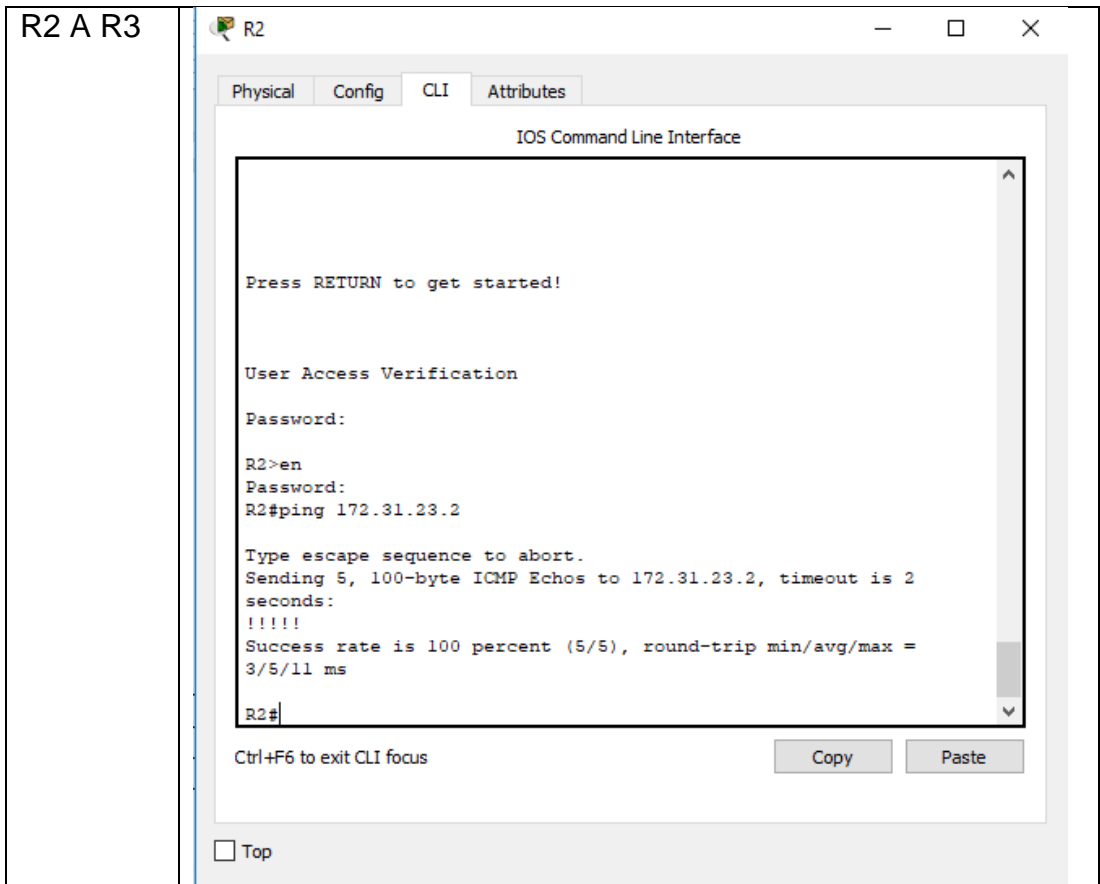 R2 A R3
R2
Physical Config CLI Attributes
IOS Command Line Interface
Press RETURN to get started!
User Access Verification
Password:
R2>en
Password:
R2#ping 172.31.23.2
Type escape sequence to abort.
Sending 5, 100-byte ICMP Echos to 172.31.23.2, timeout is 2
seconds:
!!!!!
Success rate is 100 percent (5/5), round-trip min/avg/max =
3/5/11 ms
R2#
Ctrl+F6 to exit CLI focus
Copy Paste
Top